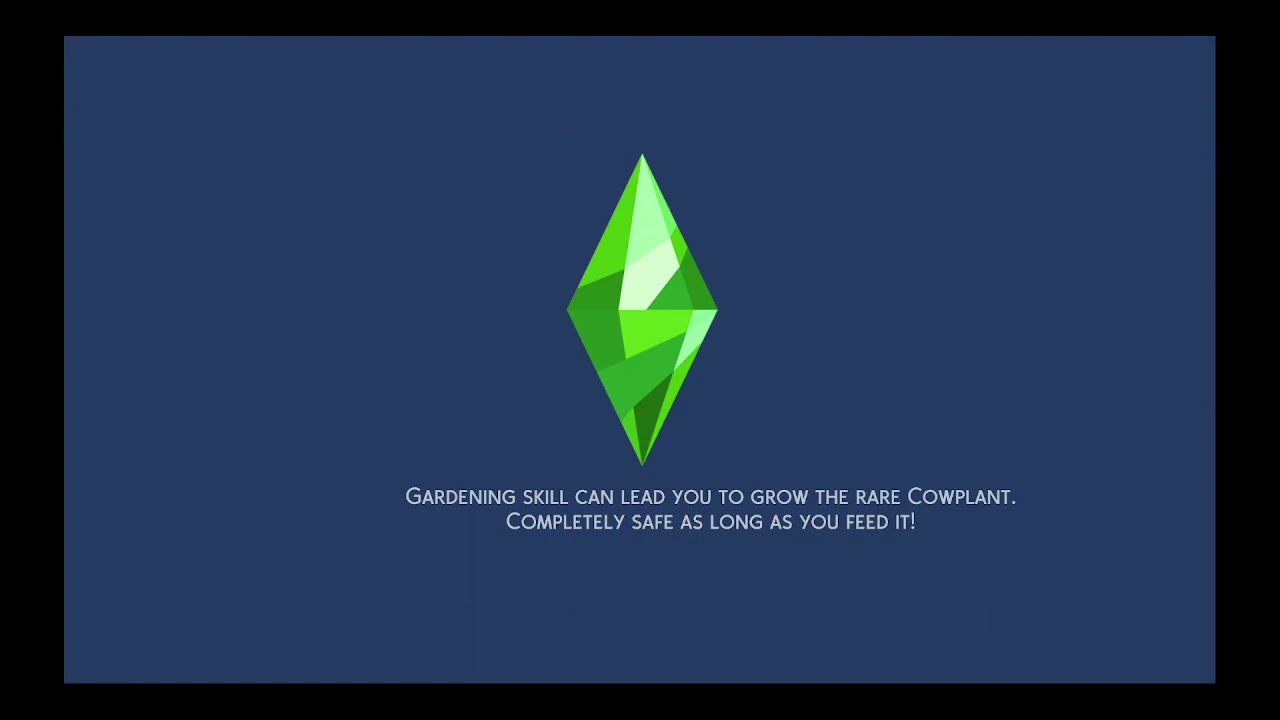 Gardening skill can lead you to grow the rare Cowplant.
Completely safe as long as you feed it!